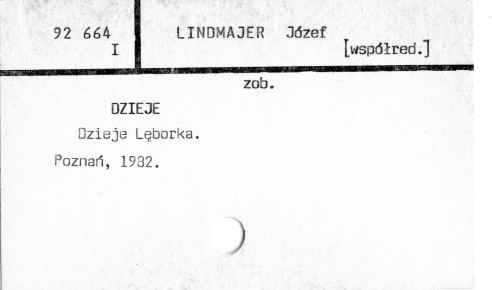 92 664
I
LINDMAJER Józef
[współred.]
zob.
DZIEJE
Dzieje Lęborka.
Poznań, 1982.